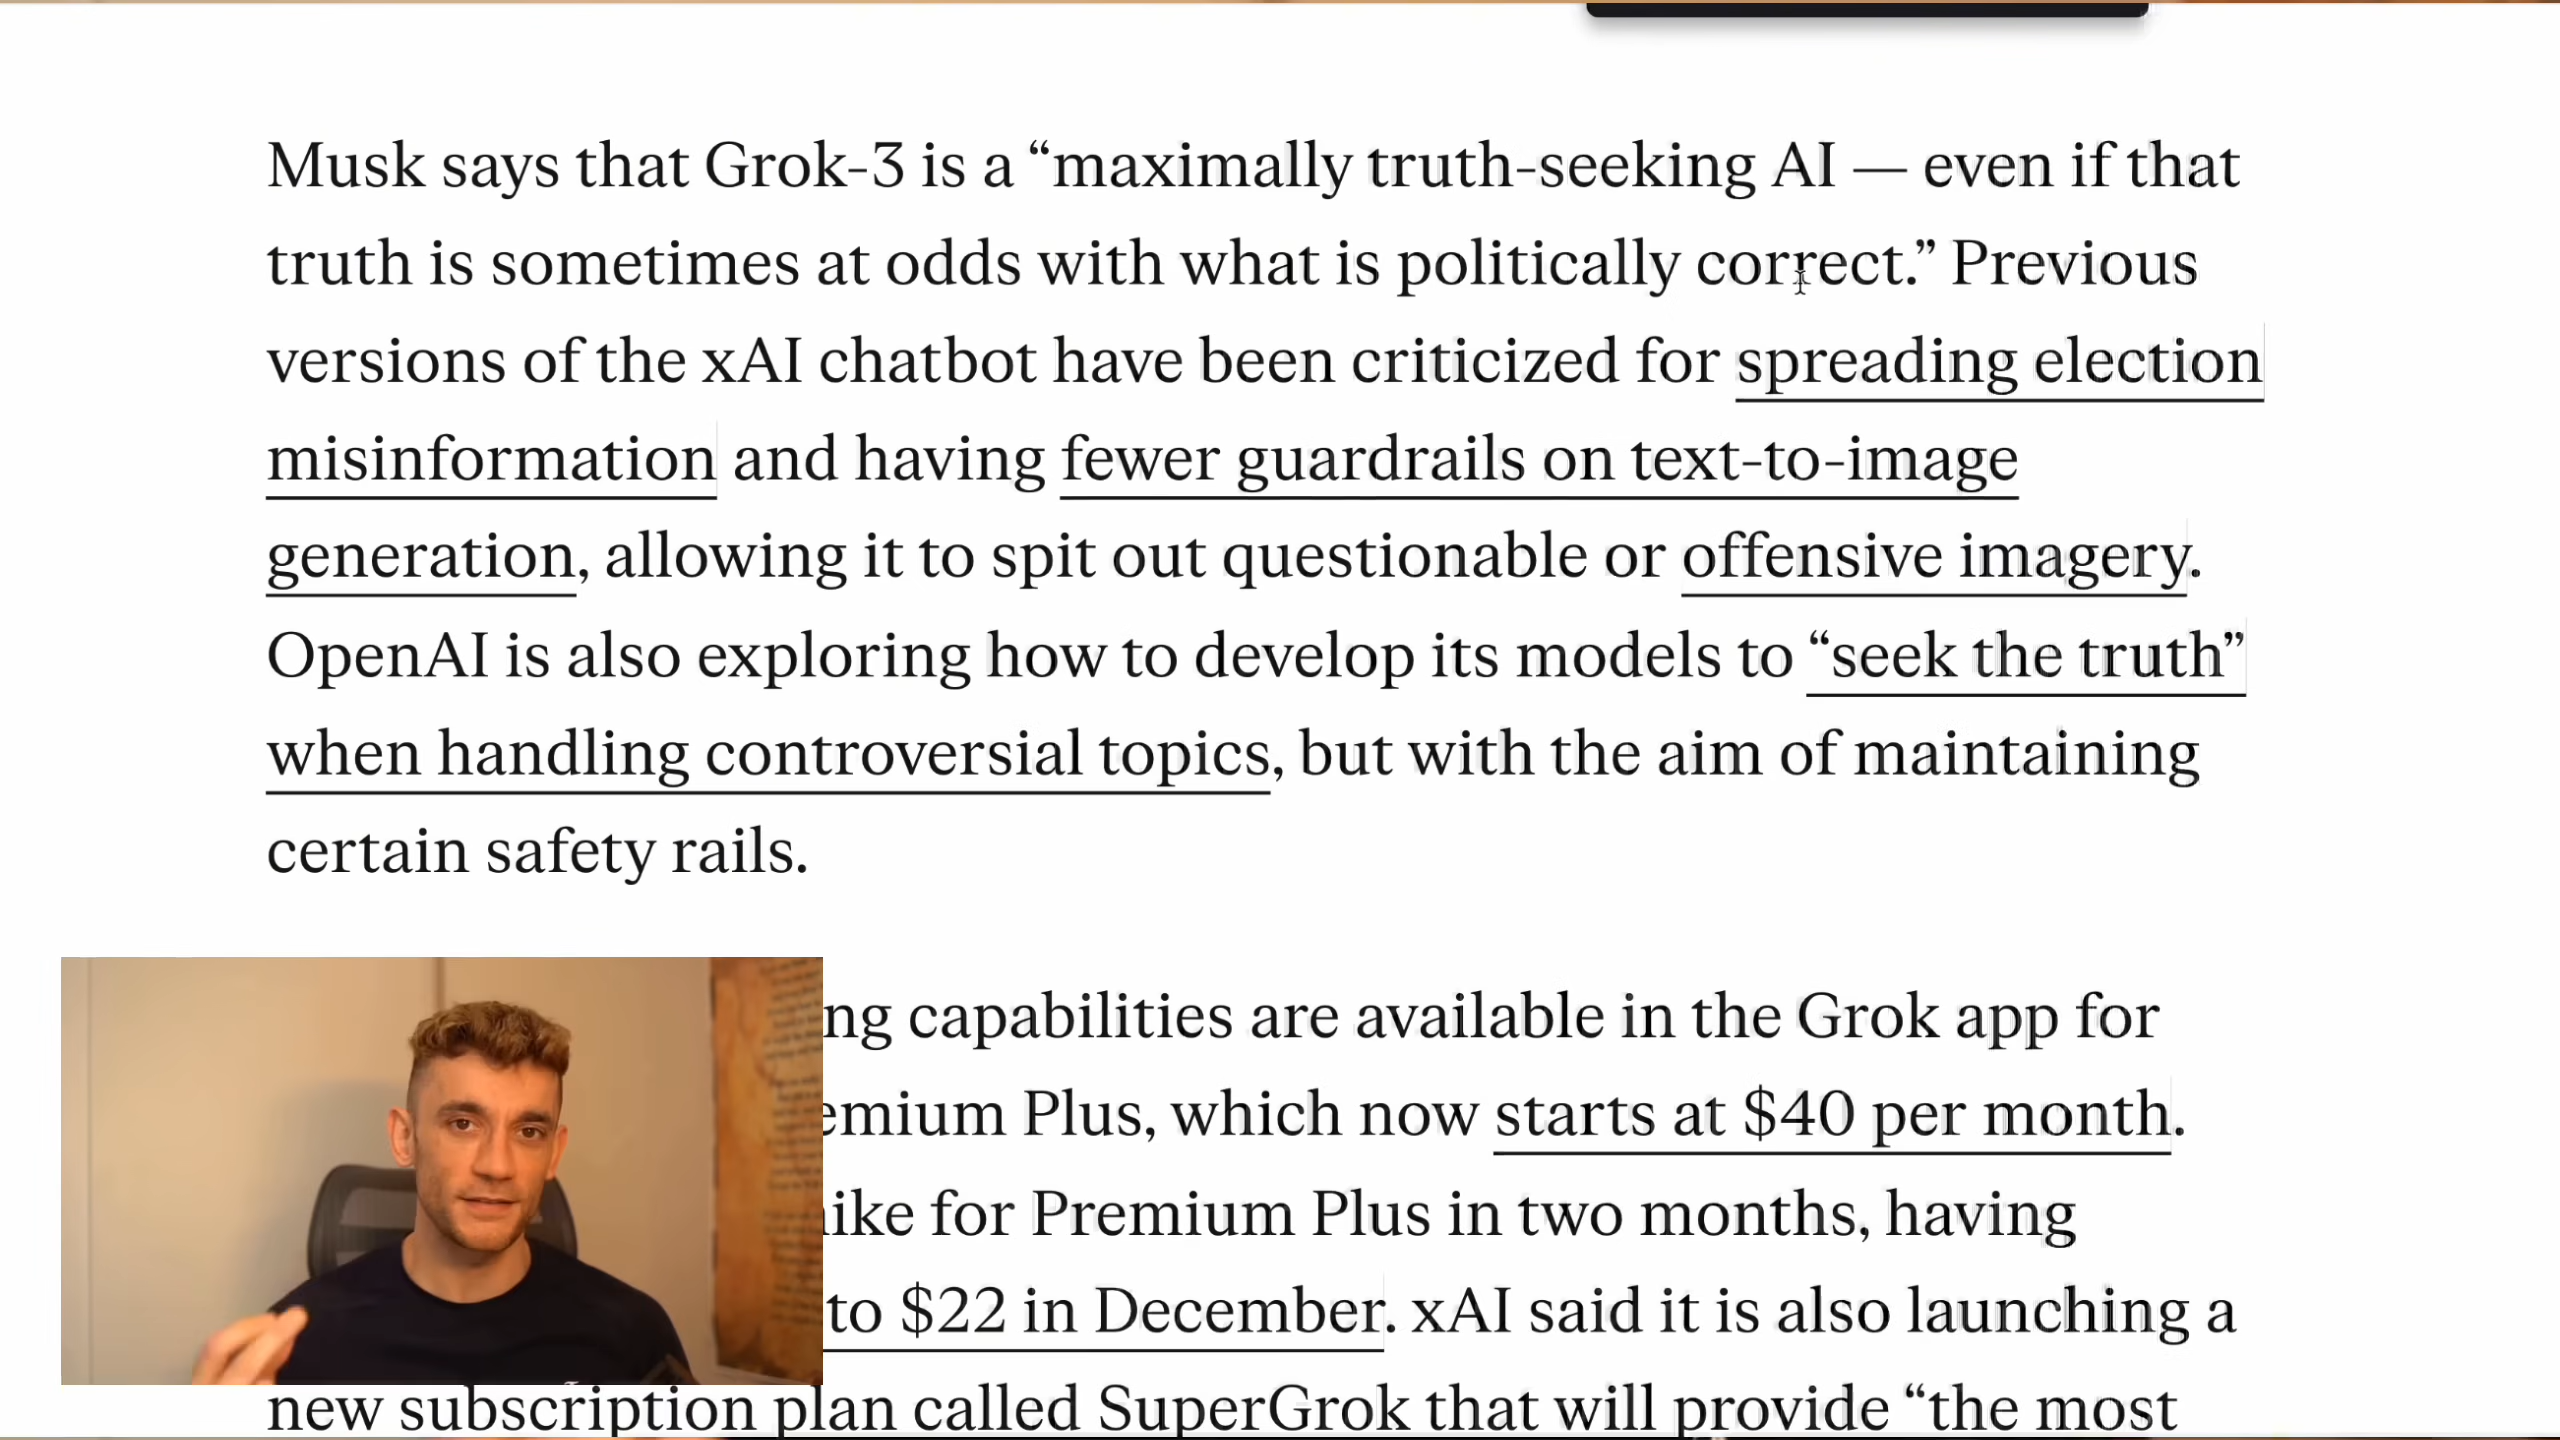 Musk says that Grok-3 is a “maximally truth-seeking AI — even if that
truth is sometimes at odds with what is politically correct.” Previous
versions of the xAI chatbot have been criticized for spreading election
misinformation and having fewer guardrails on text-to-image
generation, allowing it to spit out questionable or offensive imagery.
OpenAI is also exploring how to develop its models to “seek the truth”
when handling controversial topics, but with the aim of maintaining
certain safety rails.
ng capabilities are available in the Grok app for
emium Plus, which now starts at $40 per month.
ike for Premium Plus in two months, having
to $22 in December. xAI said it is also launching a
new subscription plan called SuperGrok that will provide “the most